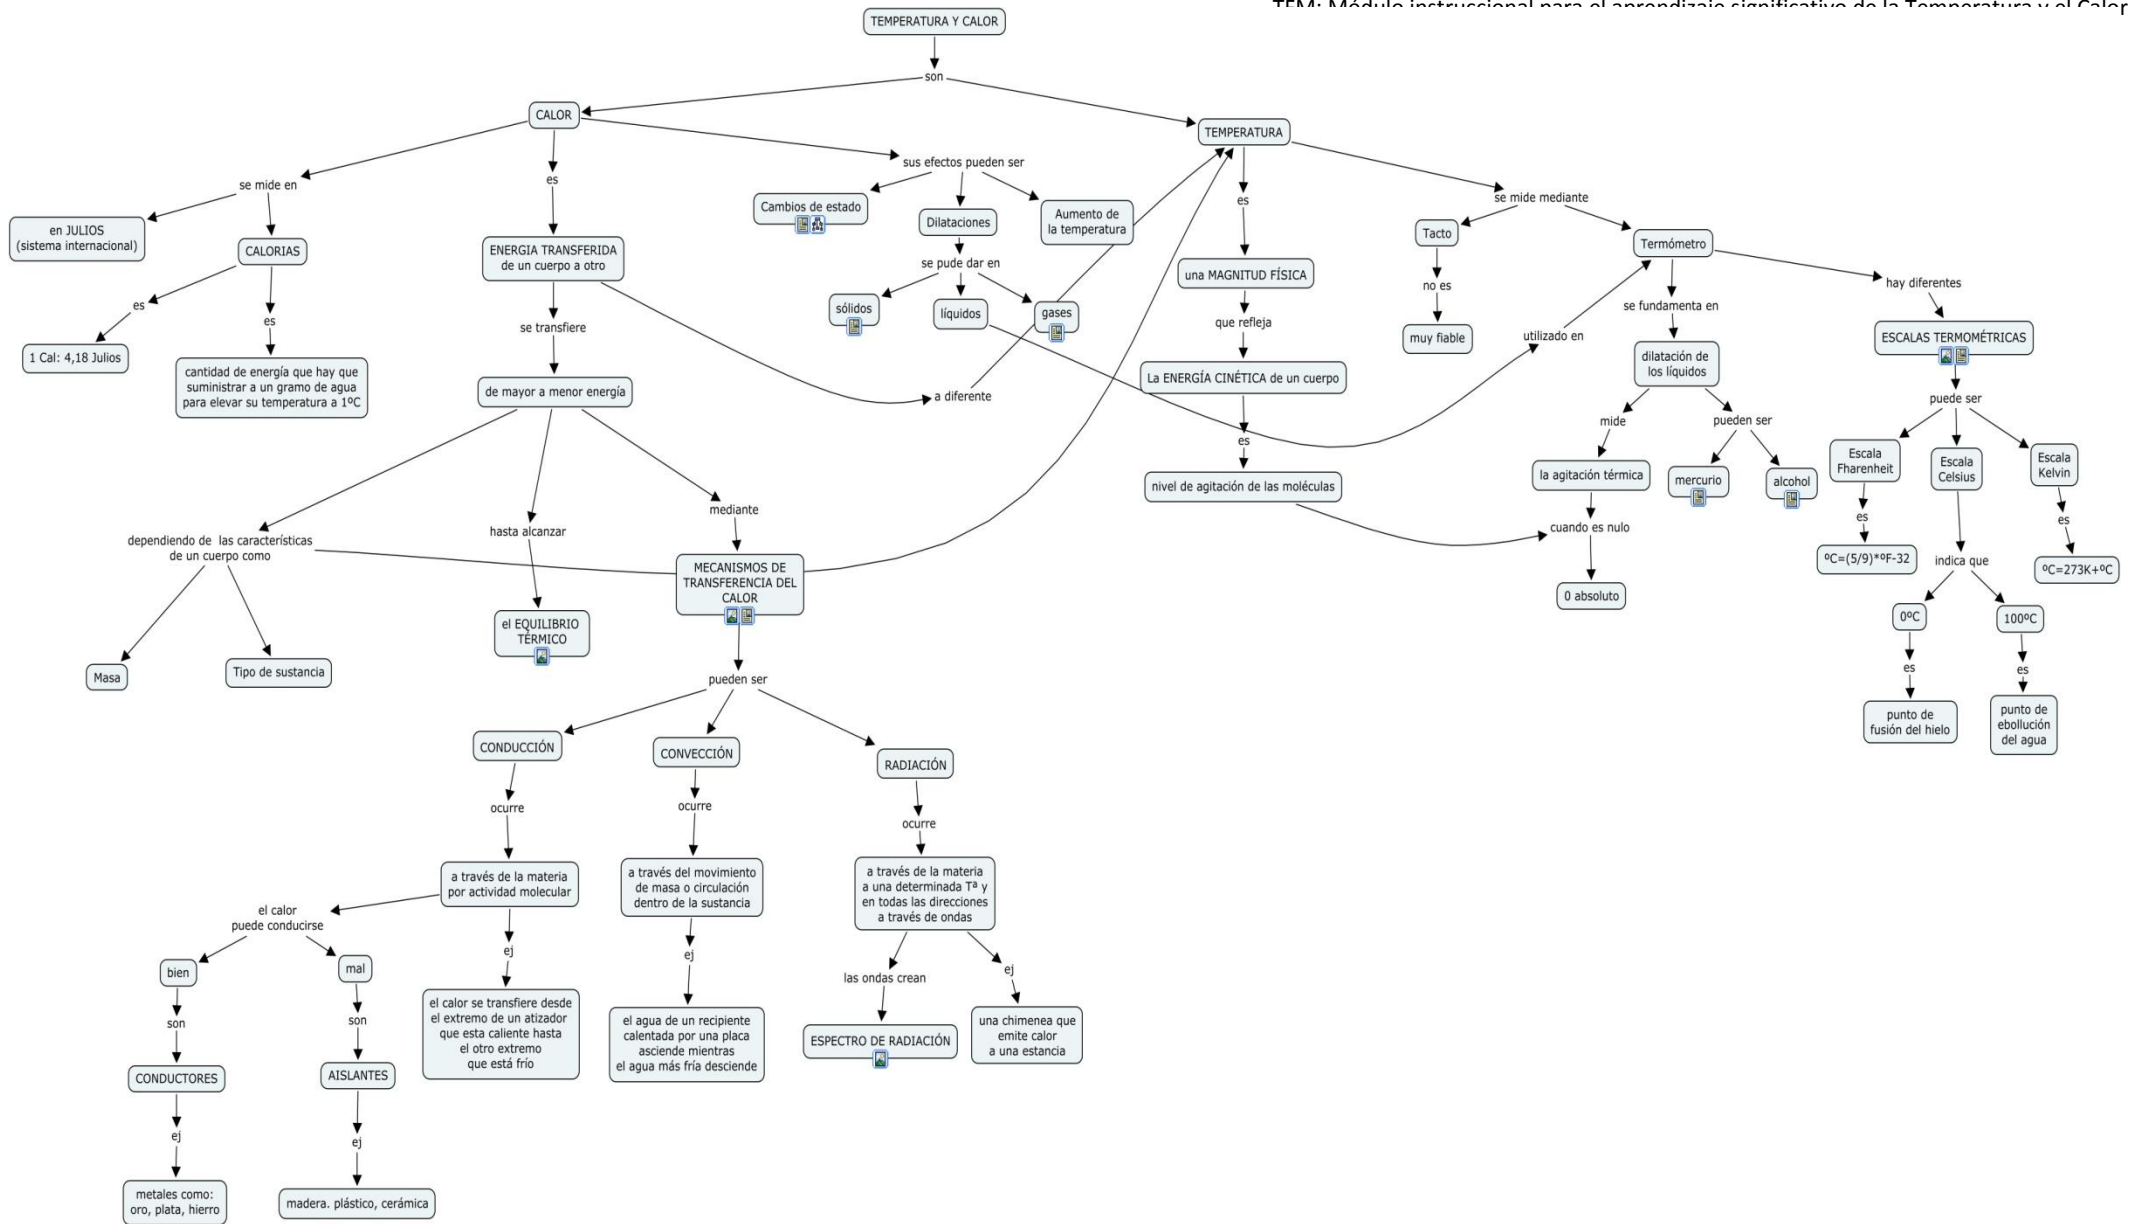 TFM: Módulo instruccional para el aprendizaje significativo de la Temperatura y el Calor
TEMPERATURA Y CALOR
son
CALOR
TEMPERATURA
se mide en
en JULIOS
(sistema internacional)
CALORIAS
es
1 Cal: 4,18 Julios
es
cantidad de energía que hay que
suministrar a un gramo de agua
para elevar su temperatura a 1ºC
es
ENERGIA TRANSFERIDA
de un cuerpo a otro
se transfiere
de mayor a menor energía
a diferente
sus efectos pueden ser
Cambios de estado
Dilataciones
Aumento de
la temperatura
se pude dar en
sólidos
líquidos
gases
dependiendo de las características
de un cuerpo como
Masa
Tipo de sustancia
hasta alcanzar
el EQUILIBRIO
TÉRMICO
mediante
MECANISMOS DE
TRANSFERENCIA DEL
CALOR
pueden ser
CONDUCCIÓN
CONVECCIÓN
RADIACIÓN
ocurre
a través de la materia
por actividad molecular
el calor
puede conducirse
bien
mal
son
CONDUCTORES
ej
metales como:
oro, plata, hierro
son
AISLANTES
ej
madera. plástico, cerámica
ej
el calor se transfiere desde
el extremo de un atizador
que esta caliente hasta
el otro extremo
que está frío
ocurre
a través del movimiento
de masa o circulación
dentro de la sustancia
ej
el agua de un recipiente
calentada por una placa
asciende mientras
el agua más fría desciende
ocurre
a través de la materia
a una determinada Tª y
en todas las direcciones
a través de ondas
las ondas crean
ESPECTRO DE RADIACIÓN
ej
una chimenea que
emite calor
a una estancia
es
una MAGNITUD FÍSICA
que refleja
La ENERGÍA CINÉTICA de un cuerpo
es
nivel de agitación de las moléculas
se mide mediante
Tacto
no es
muy fiable
Termómetro
utilizado en
se fundamenta en
dilatación de
los líquidos
mide
la agitación térmica
cuando es nulo
0 absoluto
pueden ser
mercurio
alcohol
hay diferentes
ESCALAS TERMOMÉTRICAS
puede ser
Escala
Fharenheit
es
ºC=(5/9)*ºF-32
Escala
Celsius
indica que
0ºC
es
punto de
fusión del hielo
100ºC
es
punto de
ebollución
del agua
Escala
Kelvin
es
ºC=273K+ºC